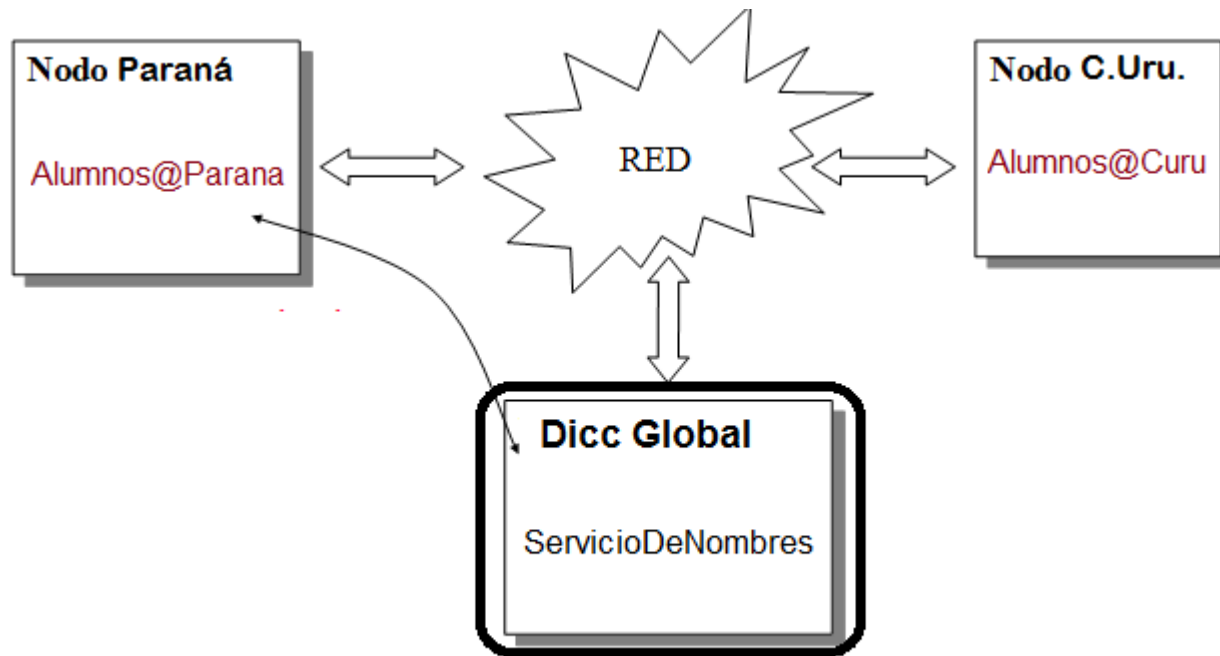 Nodo Paraná
Alumnos@Parana
RED
Nodo C.Uru.
Alumnos@Curu
Dicc Global
ServicioDeNombres